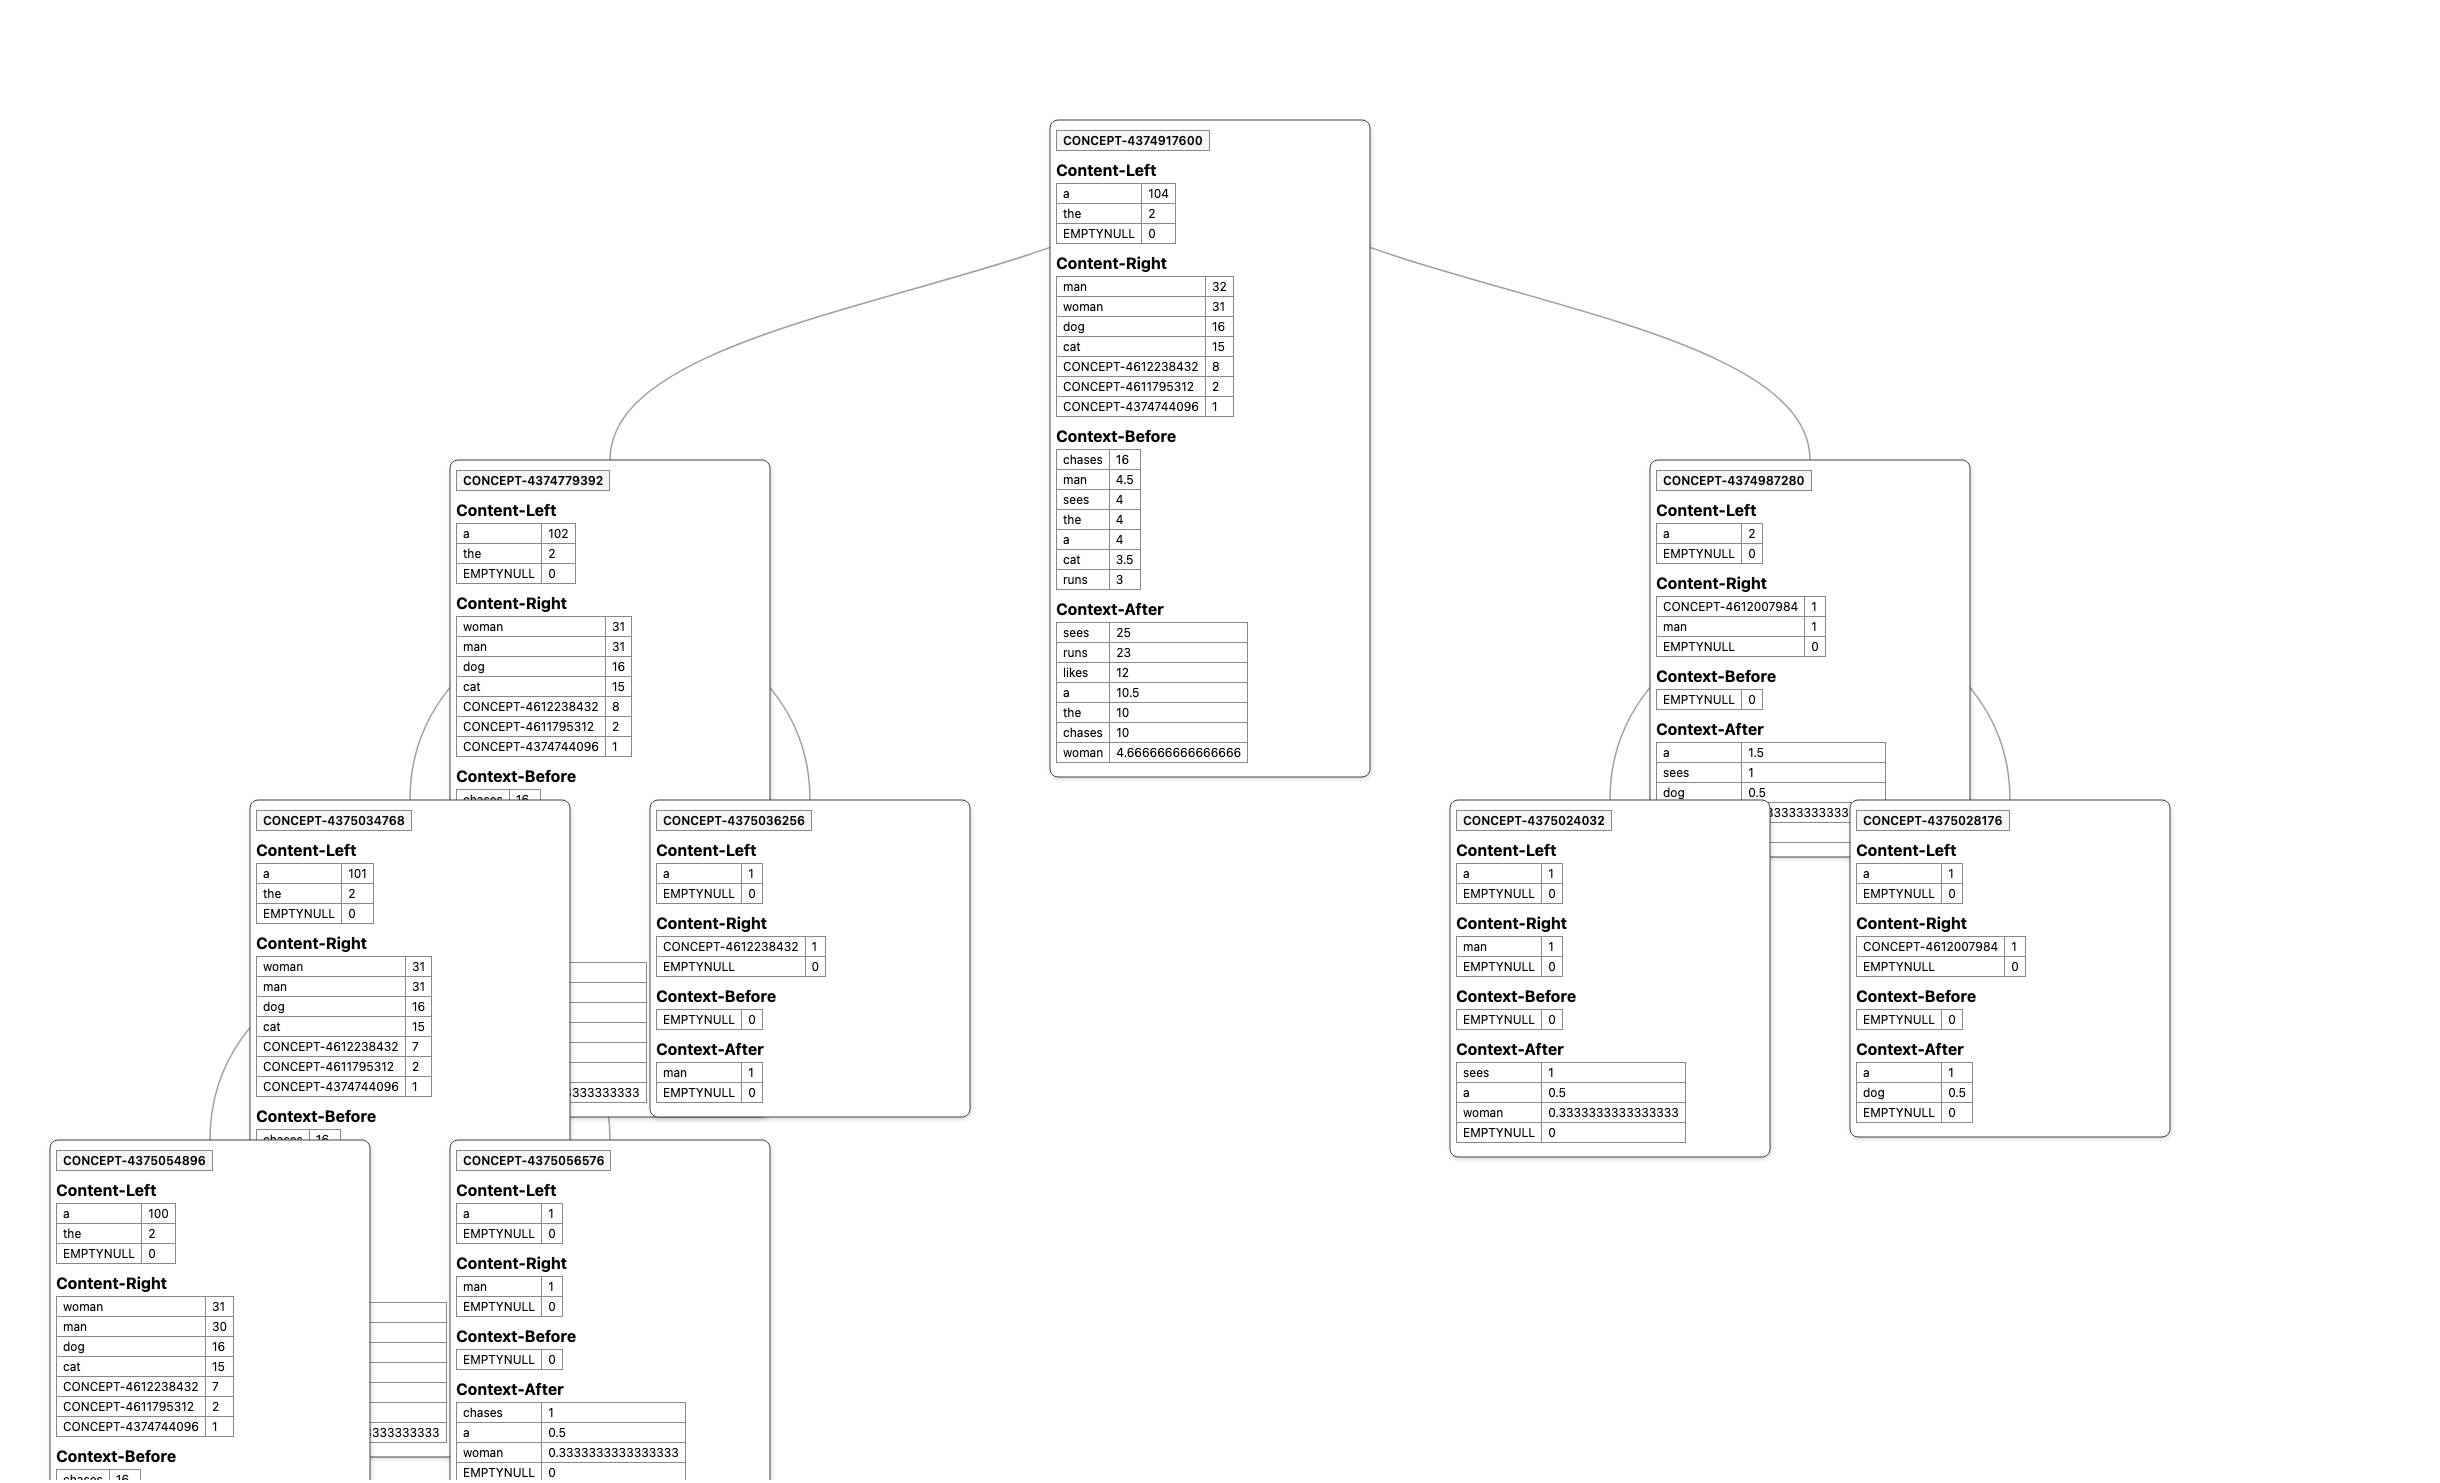 CONCEPT-4374917600
Content-Left
a 104
the 2
EMPTYNULL 0
Content-Right
man 32
woman 31
dog 16
cat 15
CONCEPT-4612238432 8
CONCEPT-4611795312 2
CONCEPT-4374744096 1
Context-Before
chases 16
man 4.5
sees 4
the 4
a 4
cat 3.5
runs 3
Context-After
sees 25
runs 23
likes 12
a 10.5
the 10
chases 10
woman 4.666666666666666
CONCEPT-4374779392
Content-Left
a 102
the 2
EMPTYNULL 0
Content-Right
woman 31
man 31
dog 16
cat 15
CONCEPT-4612238432 8
CONCEPT-4611795312 2
CONCEPT-4374744096 1
Context-Before
chases 16
CONCEPT-4374987280
Content-Left
a 2
EMPTYNULL 0
Content-Right
CONCEPT-4612007984 1
man 1
EMPTYNULL 0
Context-Before
EMPTYNULL 0
Context-After
a 1.5
sees 1
dog 0.5
CONCEPT-4375034768
Content-Left
a 101
the 2
EMPTYNULL 0
Content-Right
woman 31
man 31
dog 16
cat 15
CONCEPT-4612238432 7
CONCEPT-4611795312 2
CONCEPT-4374744096 1
Context-Before
chases 16
CONCEPT-4375036256
Content-Left
a 1
EMPTYNULL 0
Content-Right
CONCEPT-4612238432 1
EMPTYNULL 0
Context-Before
EMPTYNULL 0
Context-After
man 1
EMPTYNULL 0
CONCEPT-4375024032
Content-Left
a 1
EMPTYNULL 0
Content-Right
man 1
EMPTYNULL 0
Context-Before
EMPTYNULL 0
Context-After
sees 1
a 0.5
woman 0.3333333333333333
EMPTYNULL 0
CONCEPT-4375028176
Content-Left
a 1
EMPTYNULL 0
Content-Right
CONCEPT-4612007984 1
EMPTYNULL 0
Context-Before
EMPTYNULL 0
Context-After
a 1
dog 0.5
EMPTYNULL 0
CONCEPT-4375054896
Content-Left
a 100
the 2
EMPTYNULL 0
Content-Right
woman 31
man 30
dog 16
cat 15
CONCEPT-4612238432 7
CONCEPT-4611795312 2
CONCEPT-4374744096 1
Context-Before
chases 16
CONCEPT-4375056576
Content-Left
a 1
EMPTYNULL 0
Content-Right
man 1
EMPTYNULL 0
Context-Before
EMPTYNULL 0
Context-After
chases 1
a 0.5
woman 0.3333333333333333
EMPTYNULL 0